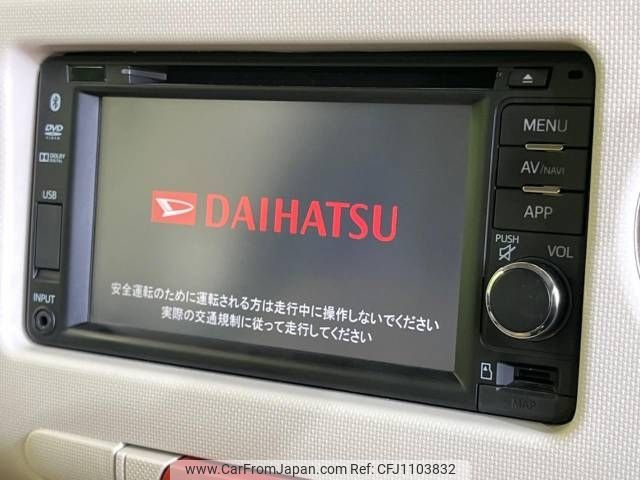 MENU
DVD
VIDEO
DOLBY
DIGITAL
AV/NAVI
USB
APP
DAIHATSU
PUSH
VOL
安全運転のために運転される方は走行中に操作しないでください
実際の交通規制に従って走行してください
INPUT
MAP
www.CarFromJapan.com - CFJ1103832